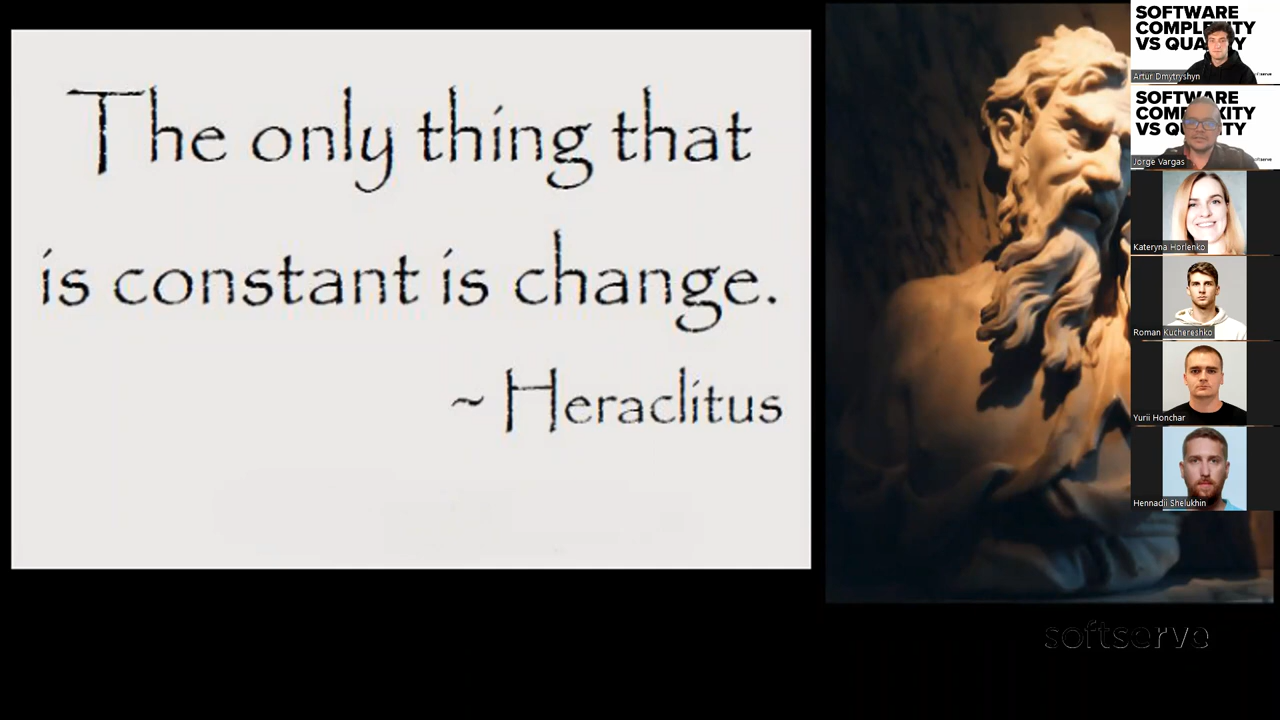 The only thing that
is constant is change.
~ Heraclitus
SOFTWARE
COMPLEXITY
VS QUALITY
Artur Dmytryshyn
SOFTWARE
COMPLEXITY
VS QUALITY
Jorge Vargas
Kateryna Horlenko
Roman Kuchereshko
Yurii Honchar
Hennadii Shelukhin
softserve